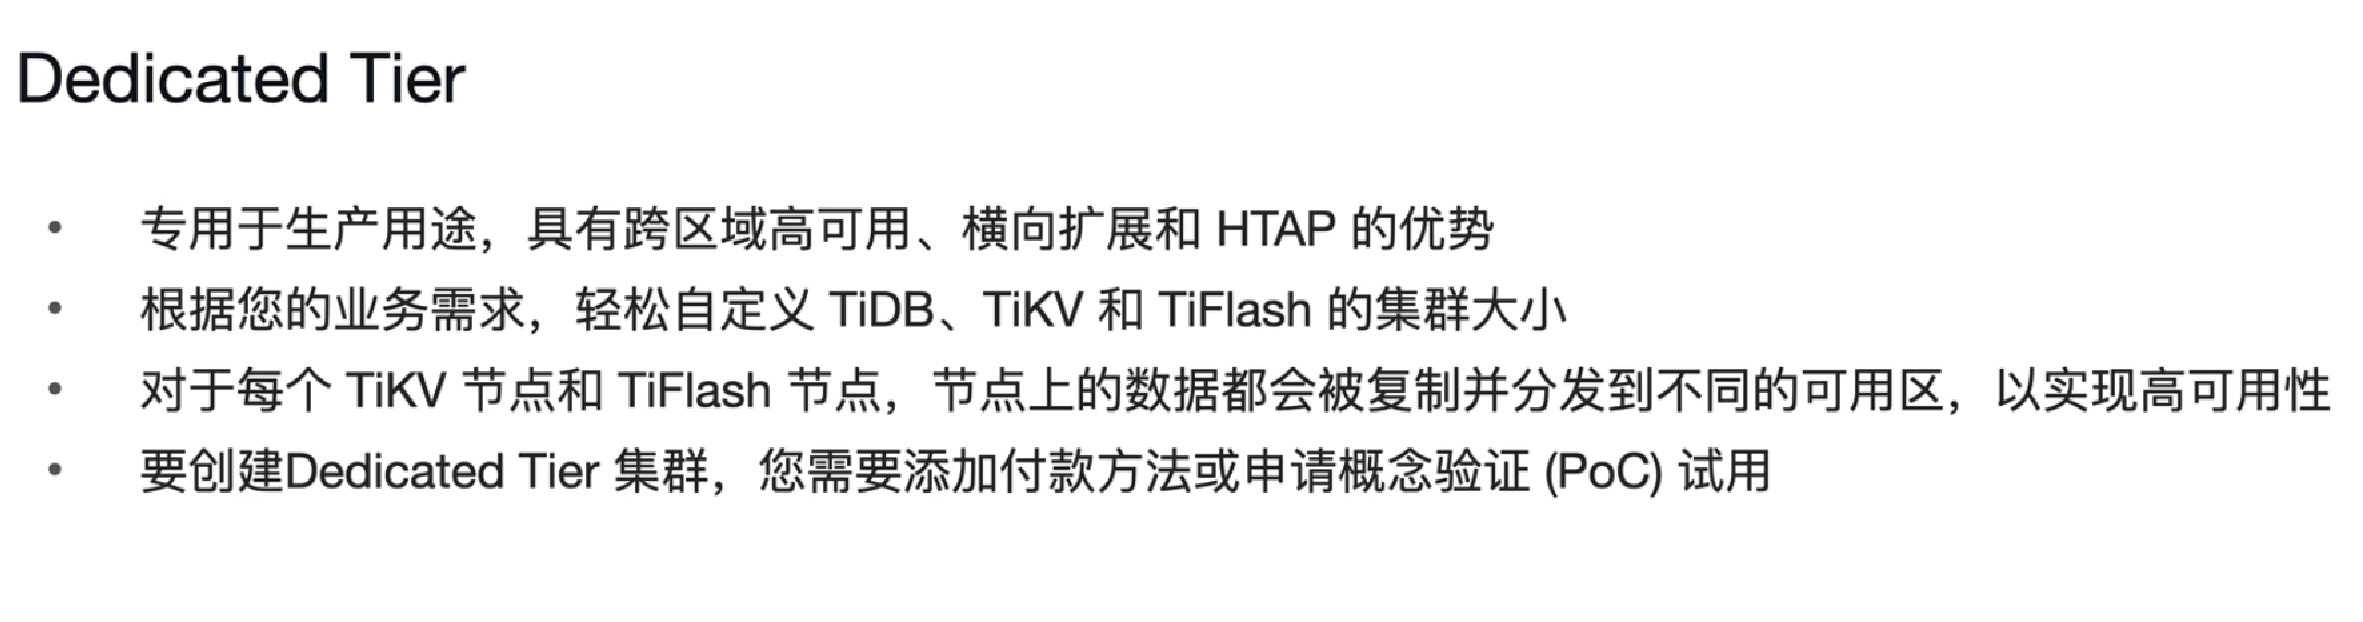 Dedicated Tier
• 专用于生产用途，具有跨区域高可用、横向扩展和 HTAP 的优势
• 根据您的业务需求，轻松自定义 TiDB、TiKV 和 TiFlash 的集群大小
• 对于每个 TiKV 节点和 TiFlash 节点，节点上的数据都会被复制并分发到不同的可用区，以实现高可用性
• 要创建Dedicated Tier 集群，您需要添加付款方法或申请概念验证 (PoC) 试用